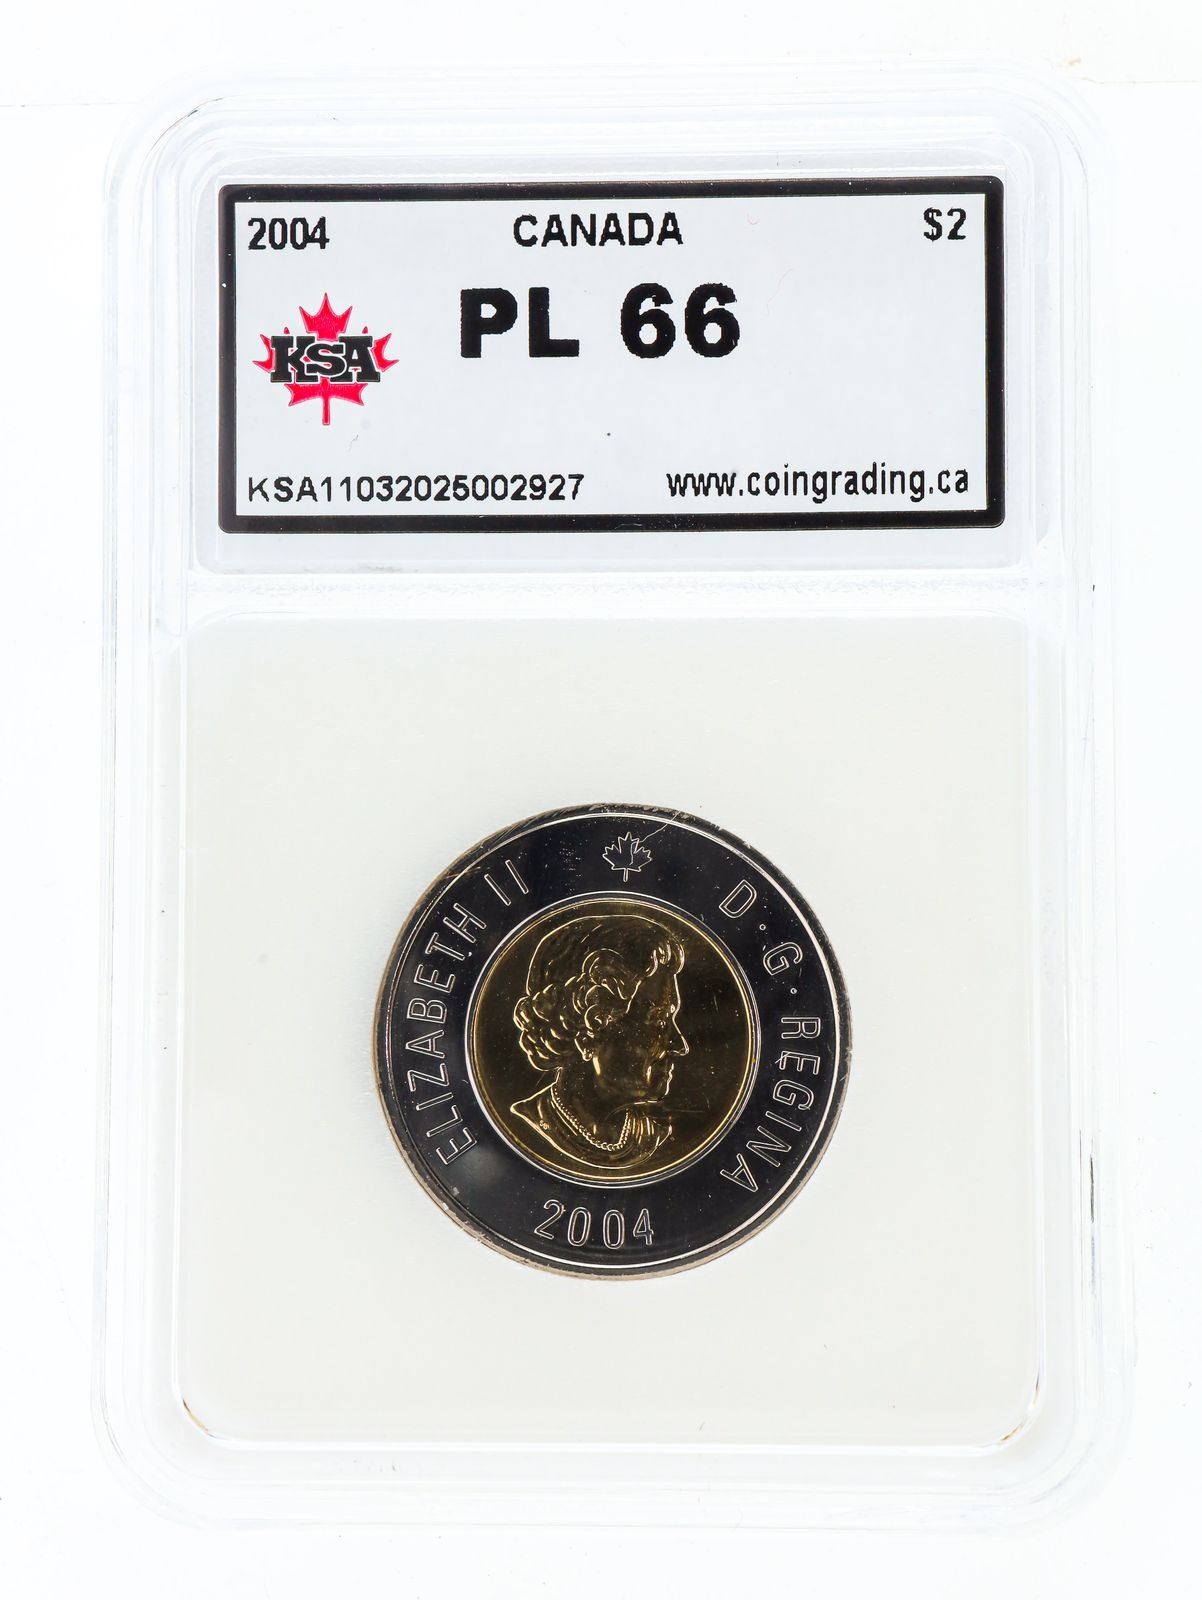 2004 CANADA $2
PL 66
KSA
KSA11032025002927 www.coingrading.ca
ELIZABETH II D·G·REGINA
2004